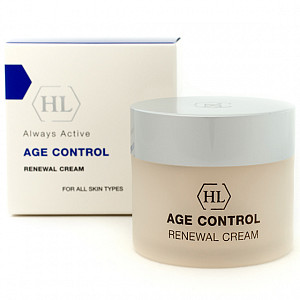 HL
Always Active
AGE CONTROL
RENEWAL CREAM
FOR ALL SKIN TYPES
HL
AGE CONTROL
RENEWAL CREAM